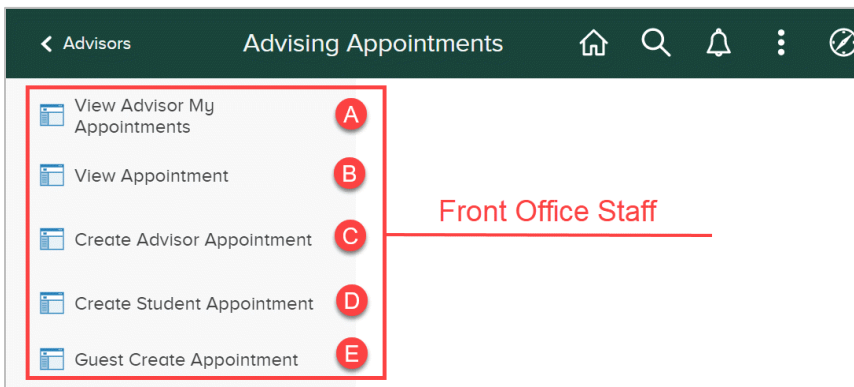 Advisors
Advising Appointments
View Advisor My
Appointments
A
View Appointment
B
Front Office Staff
Create Advisor Appointment
C
Create Student Appointment
D
Guest Create Appointment
E